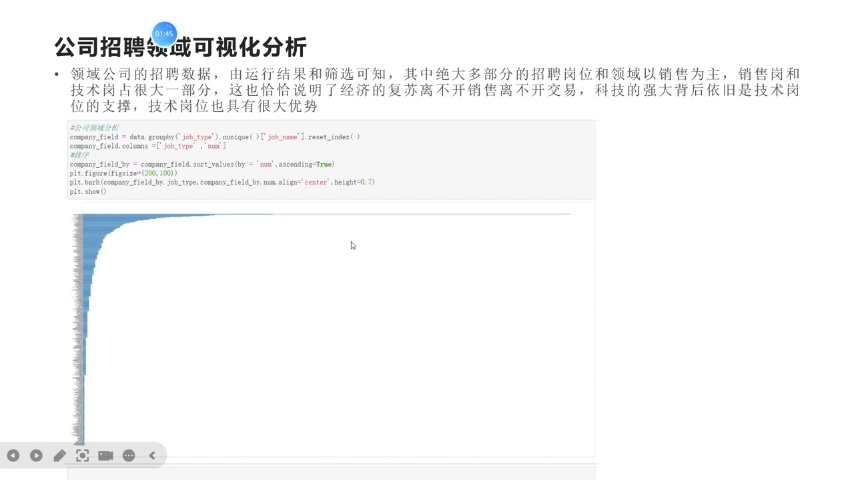 01:45
公司招聘领域可视化分析
• 领域公司的招聘数据，由运行结果和筛选可知，其中绝大多部分的招聘岗位和领域以销售为主，销售岗和
技术岗占很大一部分，这也恰恰说明了经济的复苏离不开销售离不开交易，科技的强大背后依旧是技术岗
位的支撑，技术岗位也具有很大优势
#公司领域分析
company_field = data.groupby('job_type').nunique( )['job_name'].reset_index( )
company_field.columns =['job_type' ,'num']
#排序
company_field_by = company_field.sort_values(by = 'num',ascending=True)
plt.figure(figsize=(200,100))
plt.barh(company_field_by.job_type,company_field_by.num,align='center',height=0.7)
plt.show()